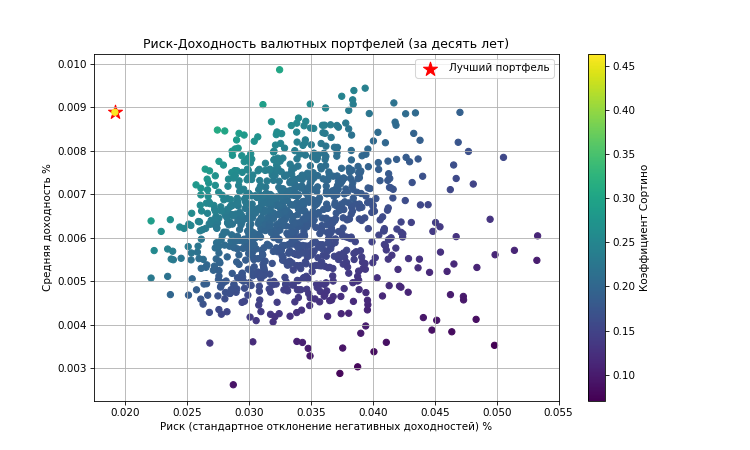 Риск-Доходность валютных портфелей (за десять лет)
Лучший портфель
Средняя доходность %
0.010
0.009
0.008
0.007
0.006
0.005
0.004
0.003
0.020 0.025 0.030 0.035 0.040 0.045 0.050 0.055
Риск (стандартное отклонение негативных доходностей) %
0.45
0.40
0.35
0.30
0.25
0.20
0.15
0.10
Коэффициент Сортино